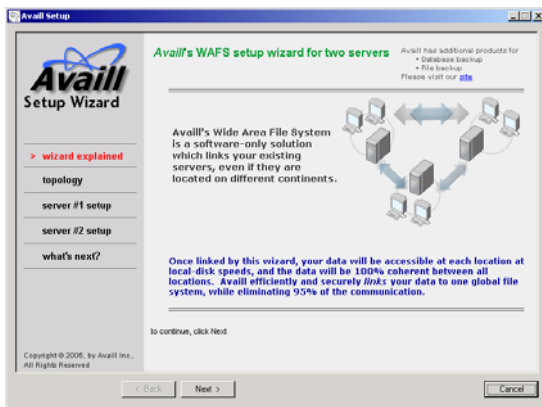 Availl Setup
Availl
Setup Wizard
> wizard explained
topology
server #1 setup
server #2 setup
what's next?
Copyright © 2005, by Availl Inc.,
All Rights Reserved
Availl's WAFS setup wizard for two servers
Availl has additional products for
• Database backup
• File backup
Please visit our site
Availl's Wide Area File System
is a software-only solution
which links your existing
servers, even if they are
located on different continents.
Once linked by this wizard, your data will be accessible at each location at
local-disk speeds, and the data will be 100% coherent between all
locations. Availl efficiently and securely links your data to one global file
system, while eliminating 95% of the communication.
to continue, click Next
< Back
Next >
Cancel